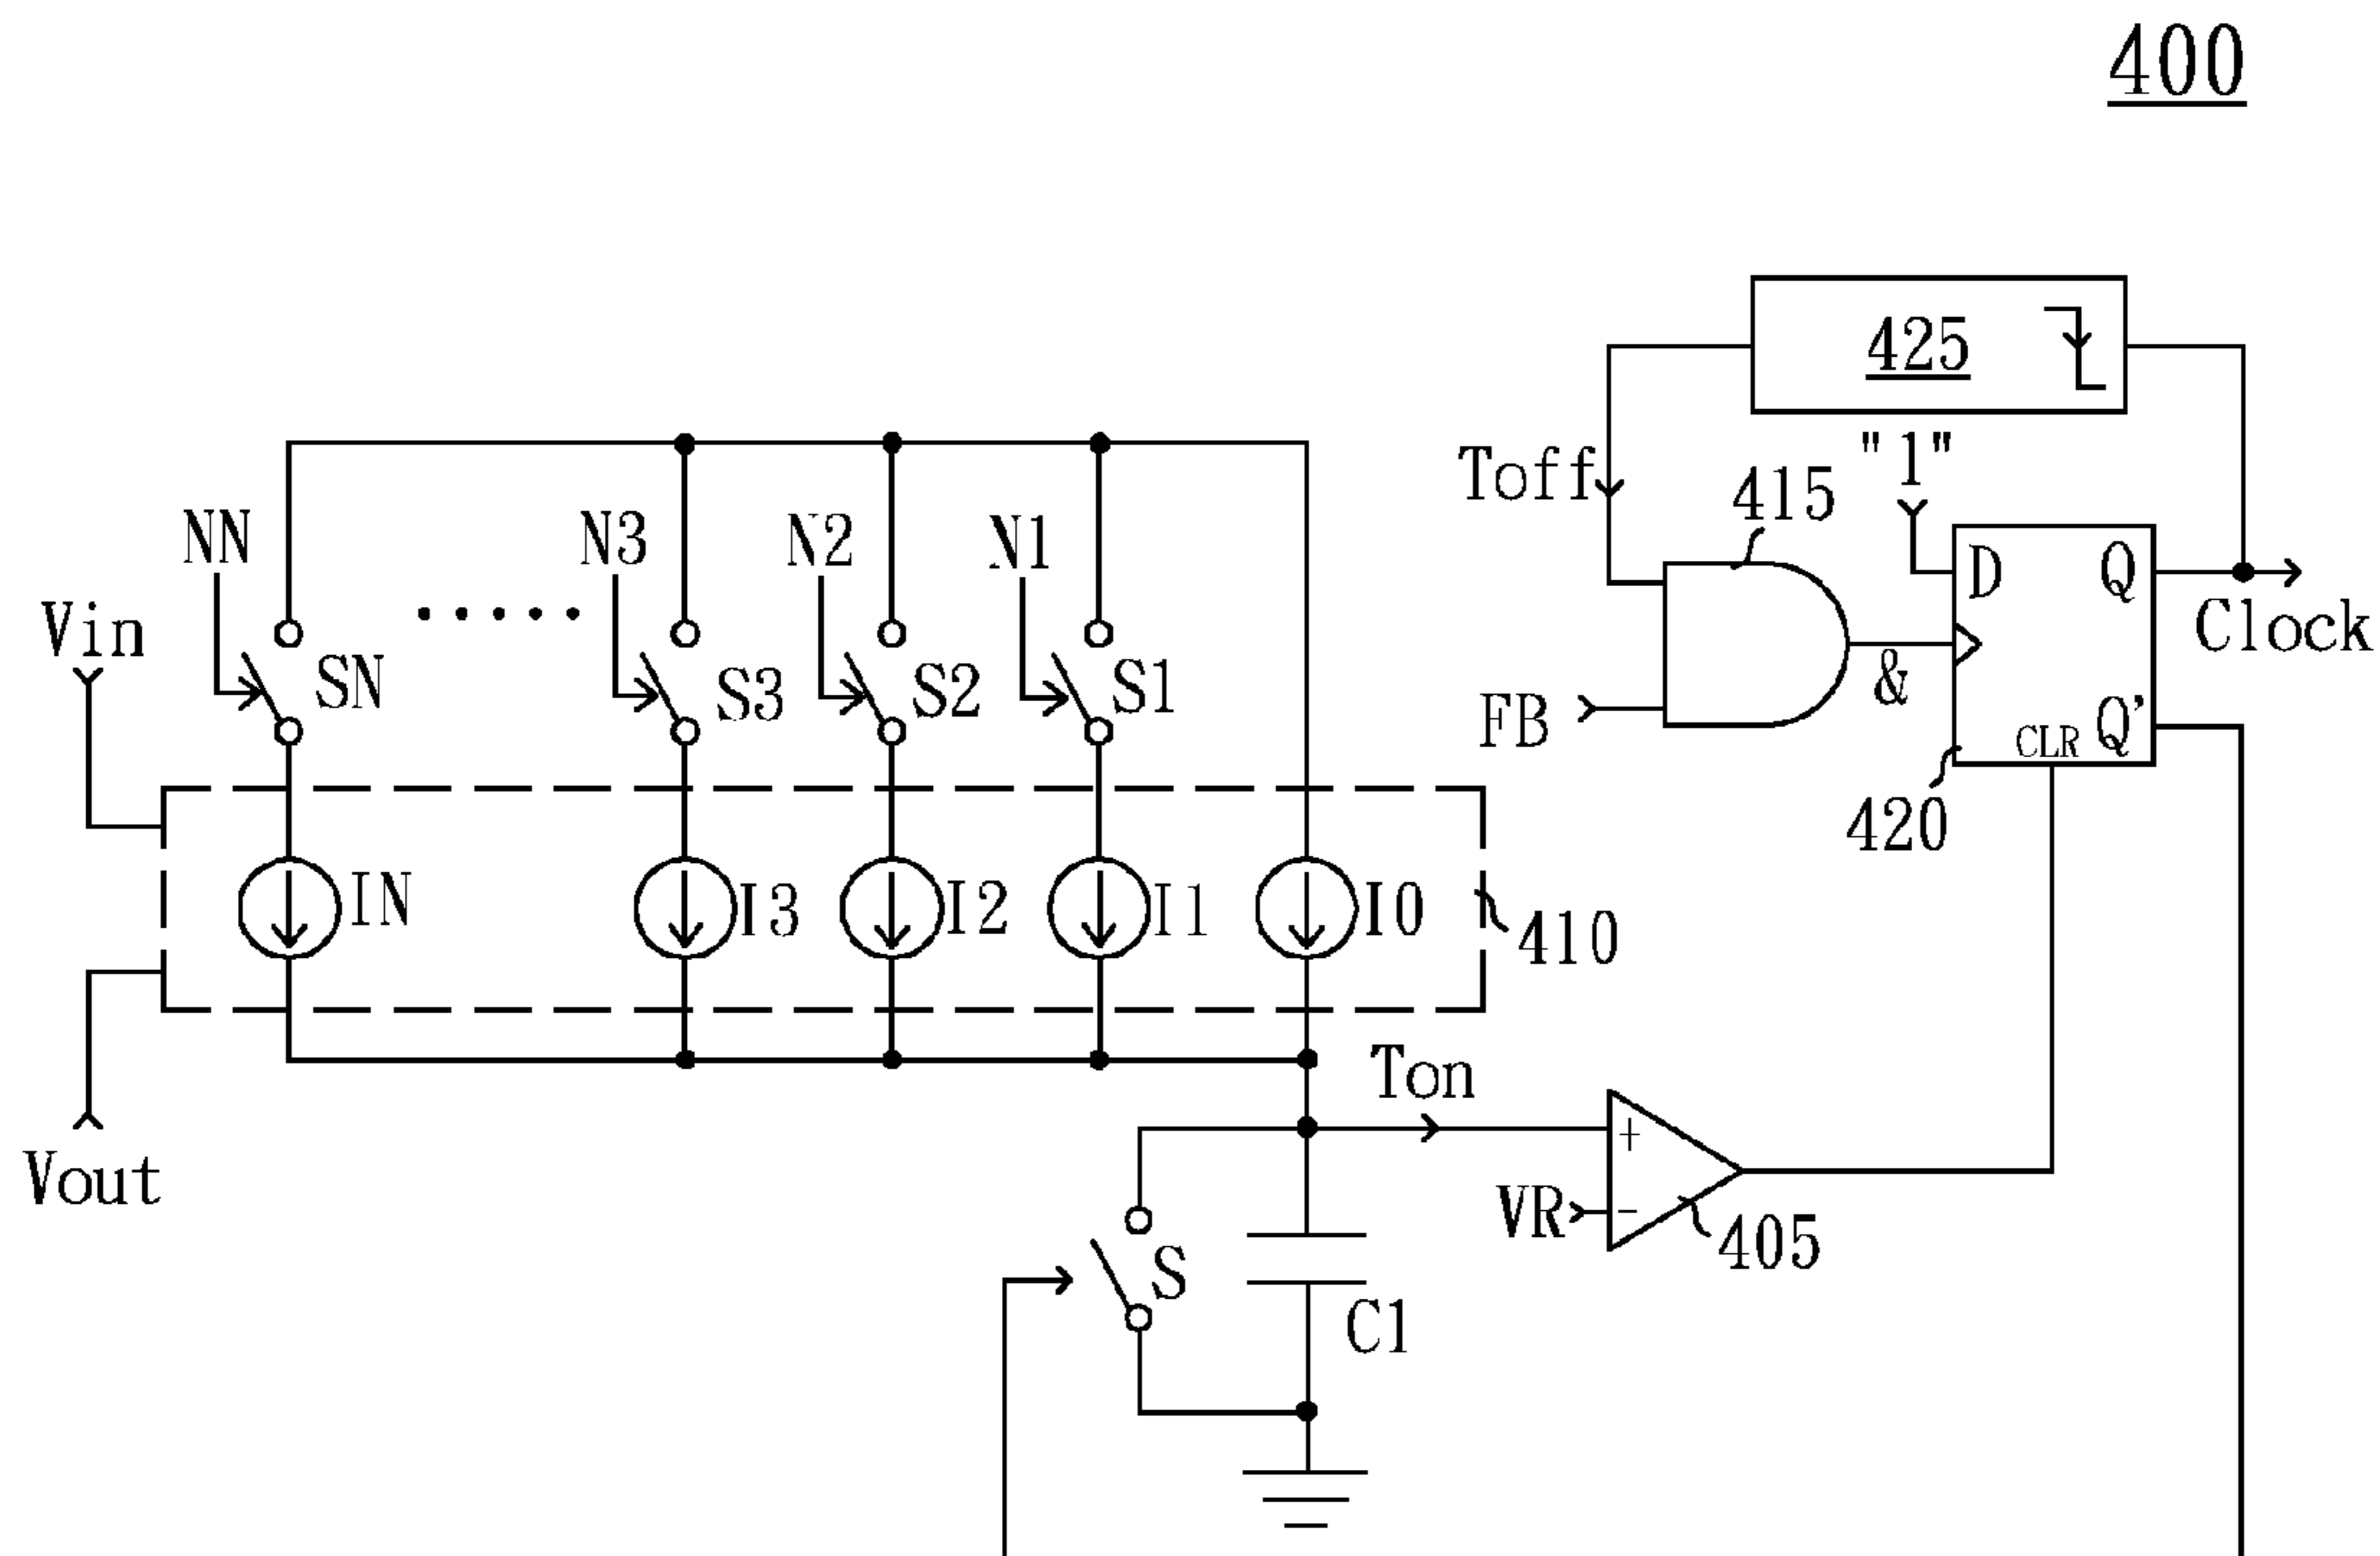 400
425
Toff
"1"
415
NN
N3
N2
N1
D
Q
Vin
SN
S3
S2
S1
Clock
&
FB
CLR
Q'
420
IN
I3
I2
I1
I0
410
Ton
+
Vout
VR
-
405
S
C1